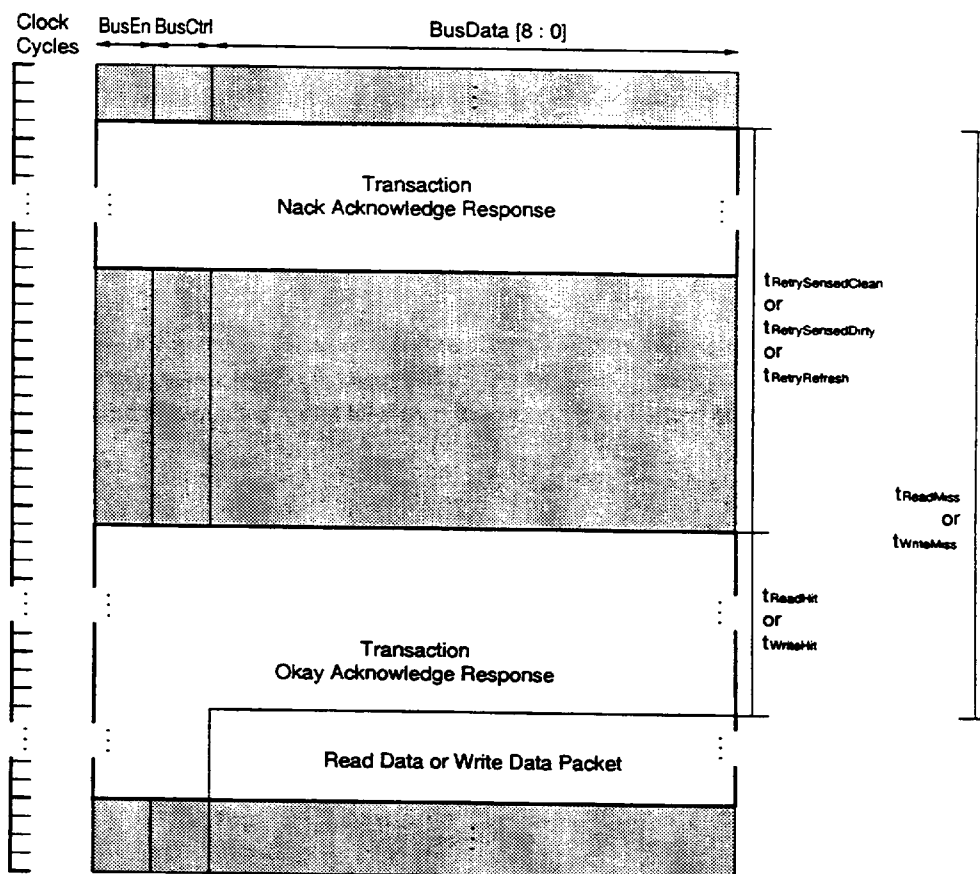 Clock
Cycles
BusEn BusCtrl BusData [8 : 0]
Transaction
Nack Acknowledge Response
tRetrySensedClean
or
tRetrySensedDirty
or
tRetryRefresh
tReadMiss
or
tWriteMiss
tReadHit
or
tWriteHit
Transaction
Okay Acknowledge Response
Read Data or Write Data Packet